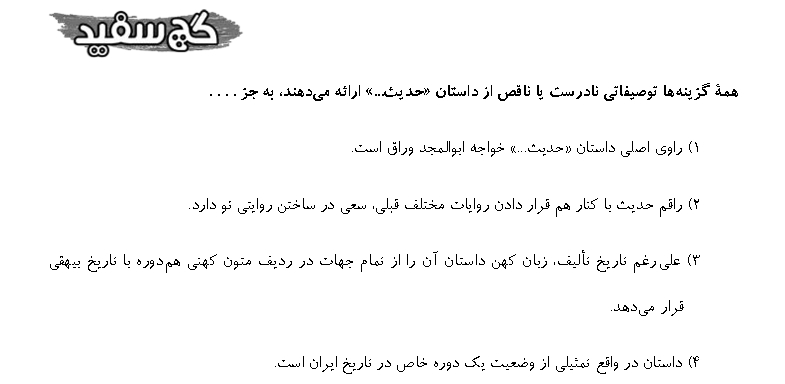 گچ سفید
همهٔ گزینه‌ها توصیفاتی نادرست یا ناقص از داستان «حدیث...» ارائه می‌دهند، به جز . . . .
۱) راوی اصلی داستان «حدیث...» خواجه ابوالمجد وراق است.
۲) راقم حدیث با کنار هم قرار دادن روایات مختلف قبلی، سعی در ساختن روایتی نو دارد.
۳) علی‌رغم تاریخ تألیف، زبان کهن داستان آن را از تمام جهات در ردیف متون کهنی هم‌دوره با تاریخ بیهقی
قرار می‌دهد.
۴) داستان در واقع تمثیلی از وضعیت یک دوره خاص در تاریخ ایران است.